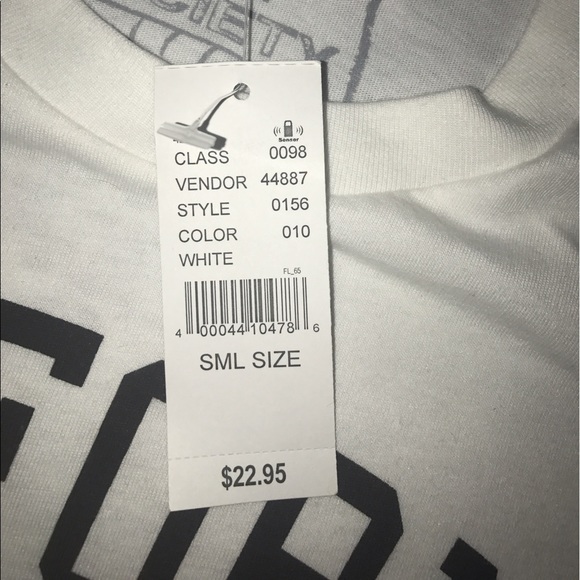 CIETY
Sensor
CLASS 0098
VENDOR 44887
STYLE 0156
COLOR 010
WHITE
FL_65
4 00044 10478 6
SML SIZE
$22.95